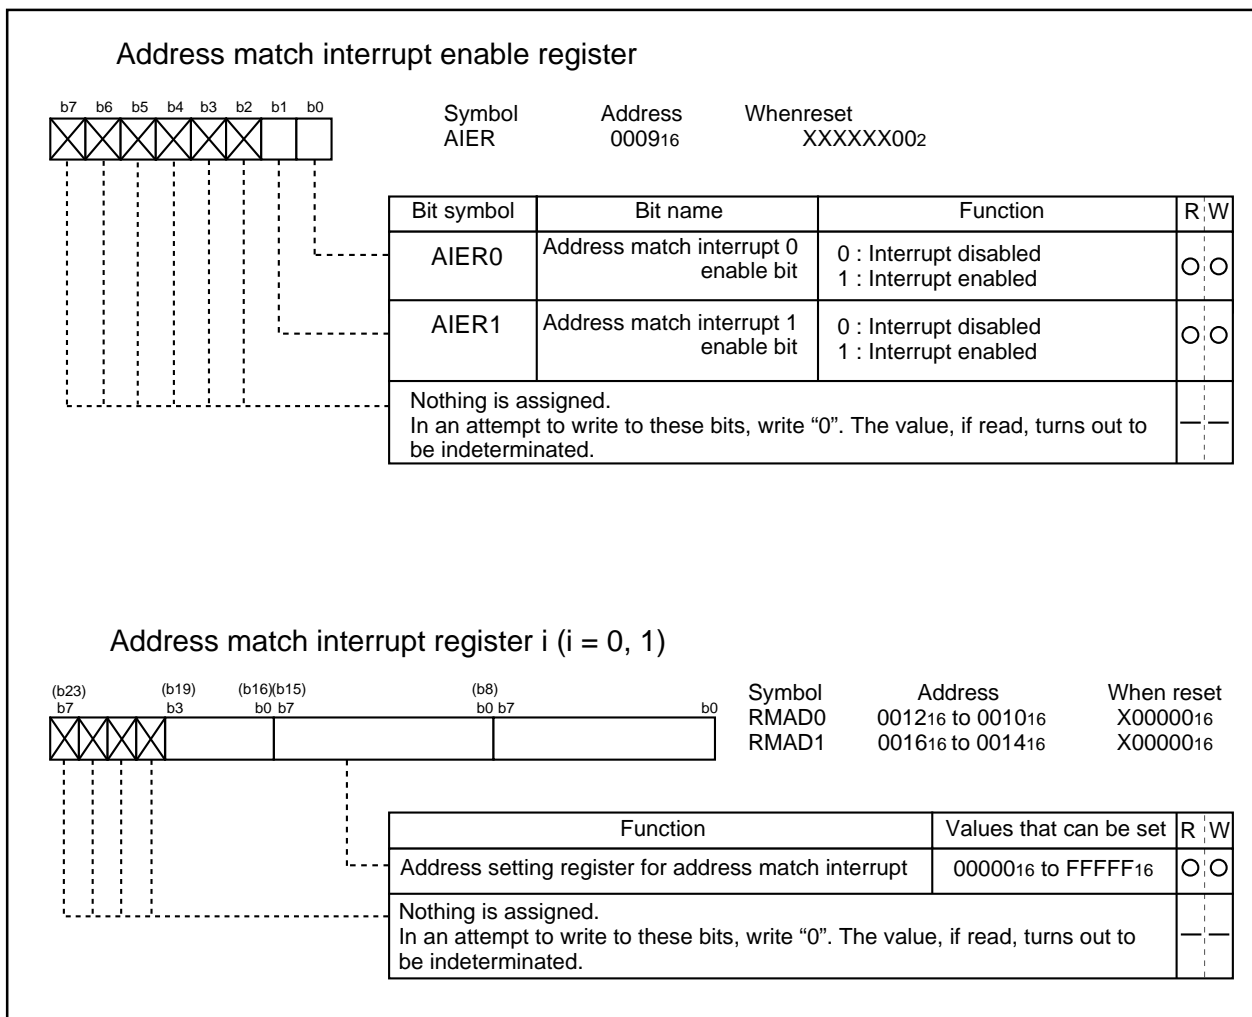 Address match interrupt enable register
b7 b6 b5 b4 b3 b2 b1 b0
Symbol Address Whenreset
AIER 000916 XXXXXX002
Bit symbol Bit name Function R W
AIER0 Address match interrupt 0 enable bit 0 : Interrupt disabled
1 : Interrupt enabled
AIER1 Address match interrupt 1 enable bit 0 : Interrupt disabled
1 : Interrupt enabled
Nothing is assigned.
In an attempt to write to these bits, write “0”. The value, if read, turns out to
be indeterminated.
Address match interrupt register i (i = 0, 1)
(b23) (b19) (b16)(b15) (b8)
b7 b3 b0 b7 b0 b7 b0
Symbol Address When reset
RMAD0 001216 to 001016 X0000016
RMAD1 001616 to 001416 X0000016
Function Values that can be set R W
Address setting register for address match interrupt 0000016 to FFFFF16
Nothing is assigned.
In an attempt to write to these bits, write “0”. The value, if read, turns out to
be indeterminated.